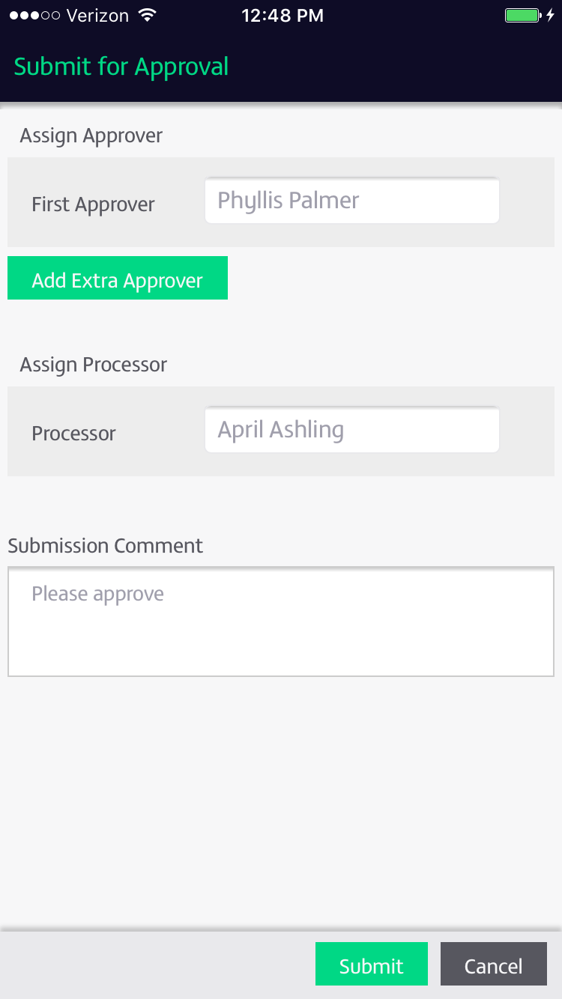 Verizon 12:48 PM
Submit for Approval
Assign Approver
First Approver Phyllis Palmer
Add Extra Approver
Assign Processor
Processor April Ashling
Submission Comment
Please approve
Submit Cancel